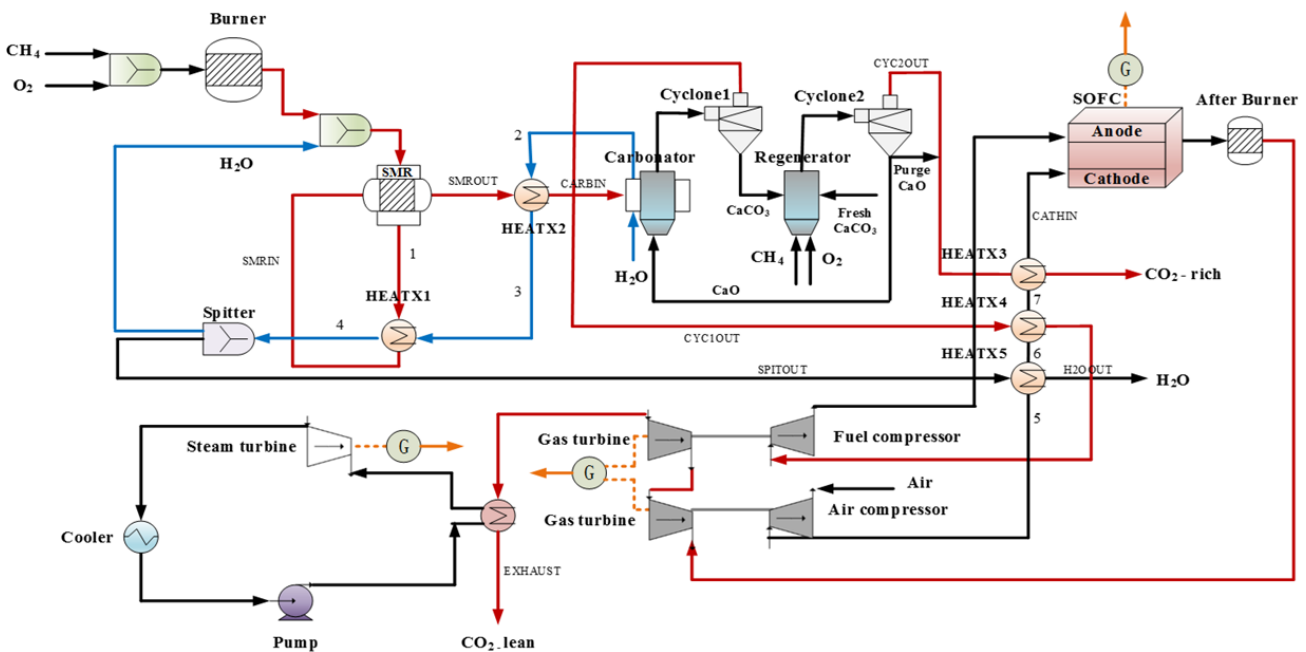 Burner
CH₄
O₂
H₂O
SMR
SMROUT
SMRIN
1
HEATX1
4
Spitter
2
HEATX2
3
CARBIN
Carbonator
H₂O
Cyclone1
CaCO₃
CaO
Regenerator
CH₄
O₂
Fresh
CaCO₃
Cyclone2
CYC2OUT
Purge
CaO
G
SOFC
Anode
Cathode
After Burner
CATHIN
HEATX3
CO₂- rich
7
HEATX4
CYC1OUT
6
HEATX5
SPITOUT
H2OOUT
H₂O
5
Steam turbine
G
Cooler
Pump
EXHAUST
CO₂-lean
Gas turbine
G
Gas turbine
Fuel compressor
Air
Air compressor